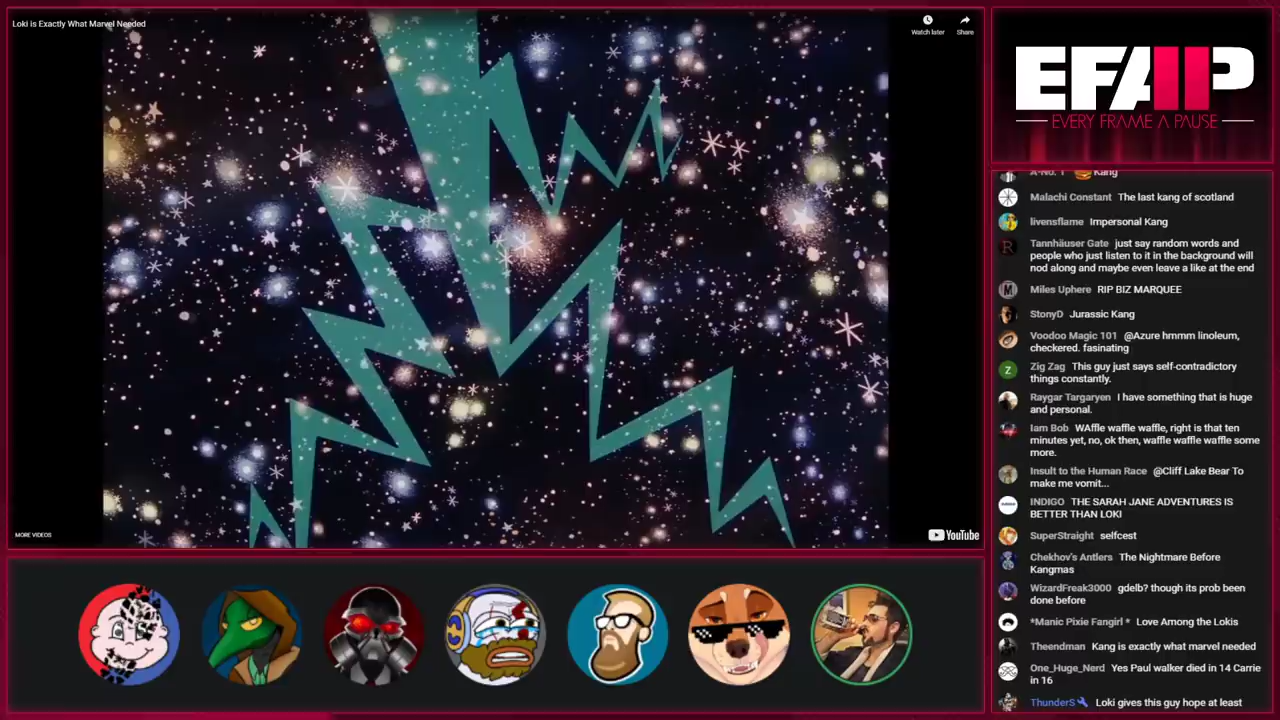 Loki is Exactly What Marvel Needed
Watch later
Share
MORE VIDEOS
YouTube
EFAP
EVERY FRAME A PAUSE
A-No. 1 Kang
Malachi Constant The last kang of scotland
livensflame Impersonal Kang
Tannhäuser Gate just say random words and
people who just listen to it in the background will
nod along and maybe even leave a like at the end
Miles Uphere RIP BIZ MARQUEE
StonyD Jurassic Kang
Voodoo Magic 101 @Azure hmmm linoleum,
checkered. fasinating
Z
Zig Zag This guy just says self-contradictory
things constantly.
R
Raygar Targaryen I have something that is huge
and personal.
Iam Bob WAffle waffle waffle, right is that ten
minutes yet, no, ok then, waffle waffle waffle some
more.
Insult to the Human Race @Cliff Lake Bear To
make me vomit...
INDIGO THE SARAH JANE ADVENTURES IS
BETTER THAN LOKI
SuperStraight selfcest
Chekhov's Antlers The Nightmare Before
Kangmas
WizardFreak3000 gdelb? though its prob been
done before
*Manic Pixie Fangirl * Love Among the Lokis
Theendman Kang is exactly what marvel needed
One_Huge_Nerd Yes Paul walker died in 14 Carrie
in 16
ThunderS Loki gives this guy hope at least